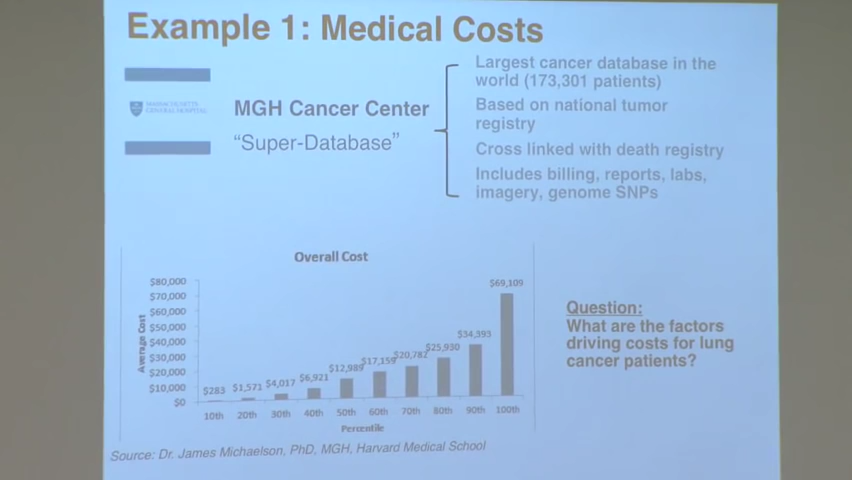 Example 1: Medical Costs
MASSACHUSETTS
GENERAL HOSPITAL
MGH Cancer Center
"Super-Database"
Largest cancer database in the
world (173,301 patients)
Based on national tumor
registry
Cross linked with death registry
Includes billing, reports, labs,
imagery, genome SNPs
Overall Cost
Average Cost
$80,000
$70,000
$60,000
$50,000
$40,000
$30,000
$20,000
$10,000
$0
$283 $1,571 $4,017 $6,921 $12,989 $17,159 $20,782 $25,930 $34,393 $69,109
10th 20th 30th 40th 50th 60th 70th 80th 90th 100th
Percentile
Question:
What are the factors
driving costs for lung
cancer patients?
Source: Dr. James Michaelson, PhD, MGH, Harvard Medical School